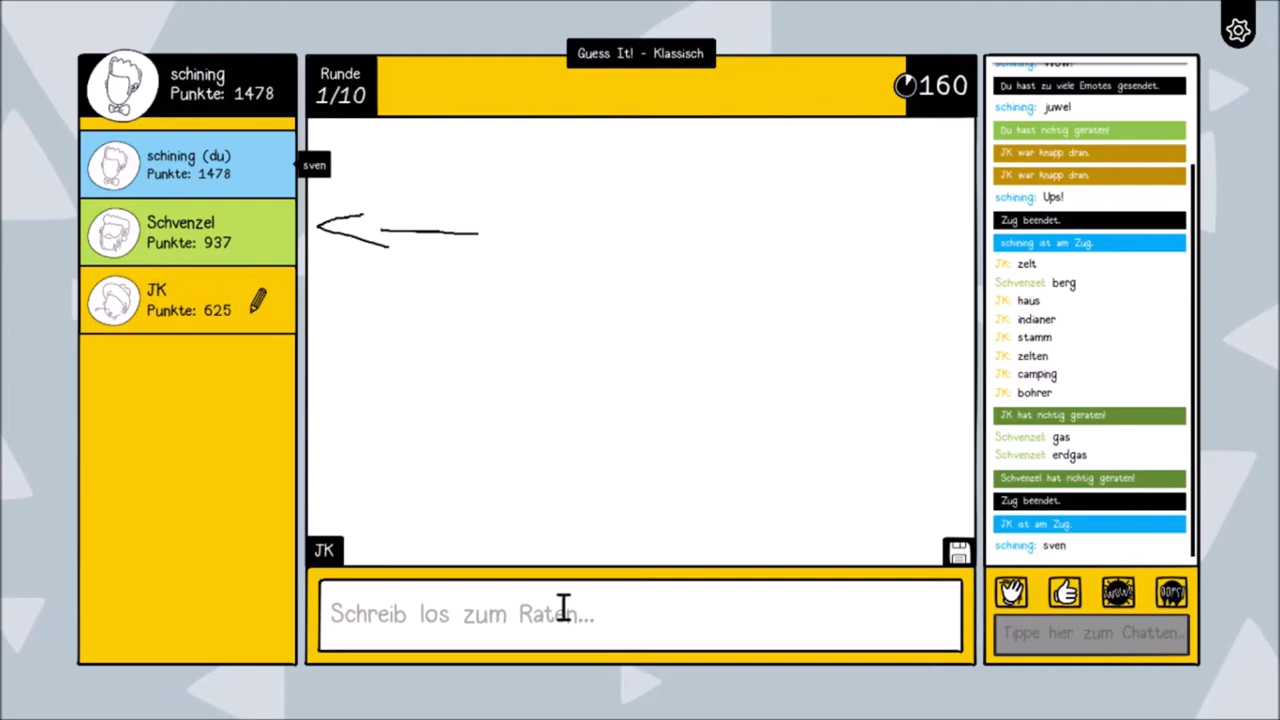 Guess It! - Klassisch
schining
Punkte: 1478
Runde
1/10
160
schining (du)
Punkte: 1478
sven
Schvenzel
Punkte: 937
JK
Punkte: 625
JK
Schreib los zum Raten...
schining: Wow!
Du hast zu viele Emotes gesendet.
schining: juwel
Du hast richtig geraten!
JK war knapp dran.
JK war knapp dran.
schining: Ups!
Zug beendet.
schining ist am Zug.
JK: zelt
Schvenzel: berg
JK: haus
JK: indianer
JK: stamm
JK: zelten
JK: camping
JK: bohrer
JK hat richtig geraten!
Schvenzel: gas
Schvenzel: erdgas
Schvenzel hat richtig geraten!
Zug beendet.
JK ist am Zug.
schining: sven
WOW!
OOPS!
Tippe hier zum Chatten...